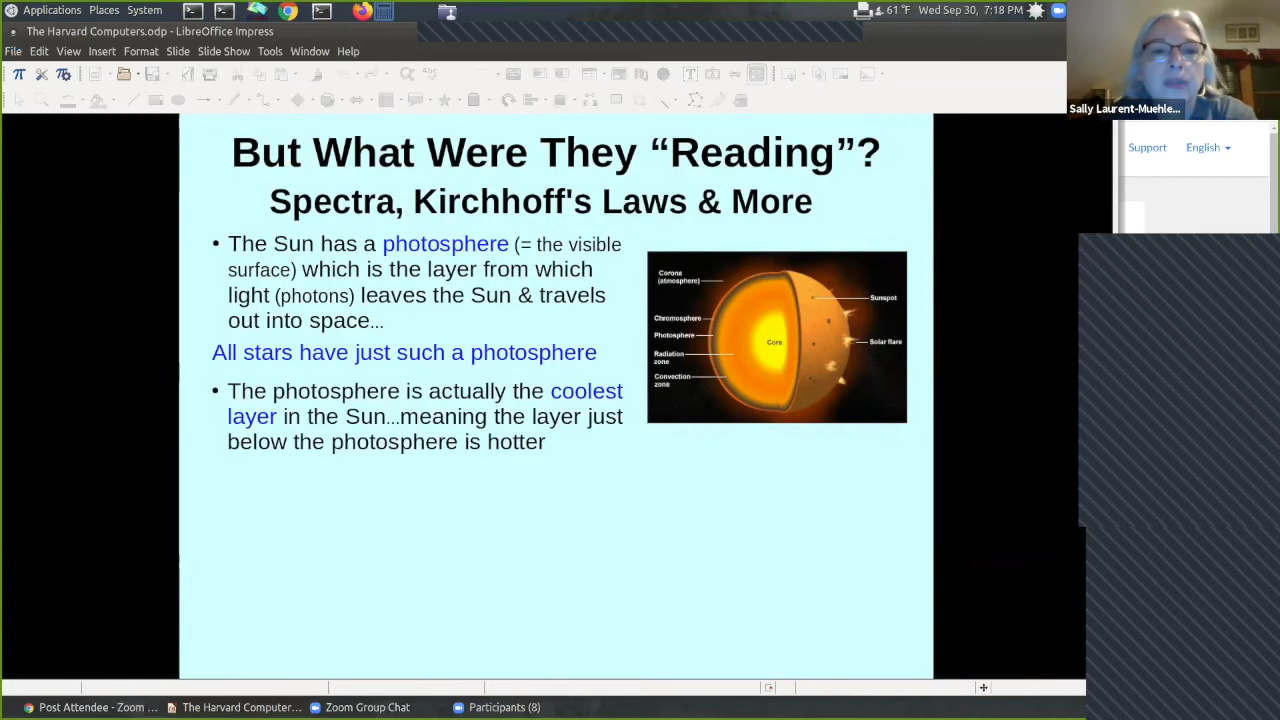 Applications Places System
61 °F Wed Sep 30, 7:18 PM
The Harvard Computers.odp - LibreOffice Impress
File Edit View Insert Format Slide Slide Show Tools Window Help
Sally Laurent-Muehle...
Support English
But What Were They “Reading”?
Spectra, Kirchhoff's Laws & More
• The Sun has a photosphere (= the visible
surface) which is the layer from which
light (photons) leaves the Sun & travels
out into space...
All stars have just such a photosphere
• The photosphere is actually the coolest
layer in the Sun...meaning the layer just
below the photosphere is hotter
Corona
(atmosphere)
Chromosphere
Photosphere
Radiation
zone
Convection
zone
Core
Sunspot
Solar flare
Post Attendee - Zoom ... The Harvard Computer... Zoom Group Chat Participants (8)